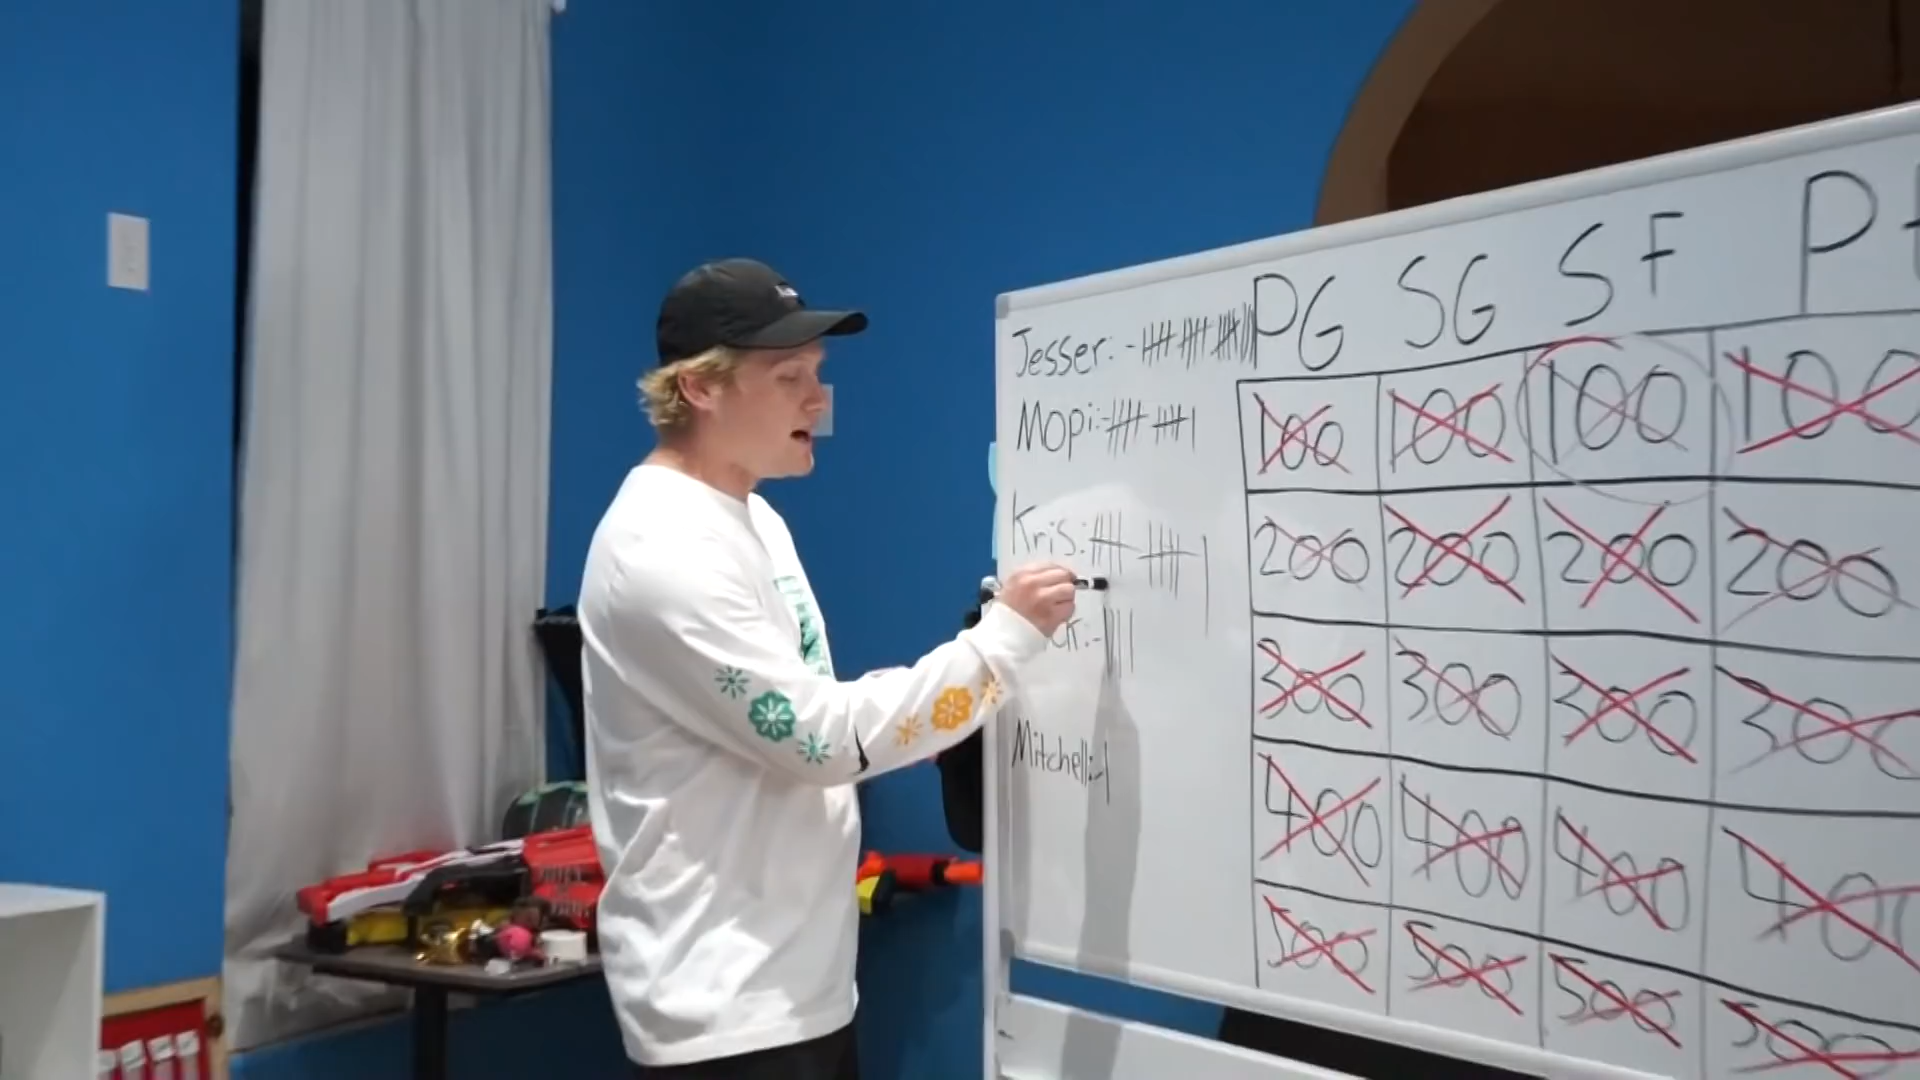 PG SG SF
Jesser:
Mopi:
Kris:
Mitchell:
100 100 100 100
200 200 200 200
300 300 300 300
400 400 400 400
500 500 500 500